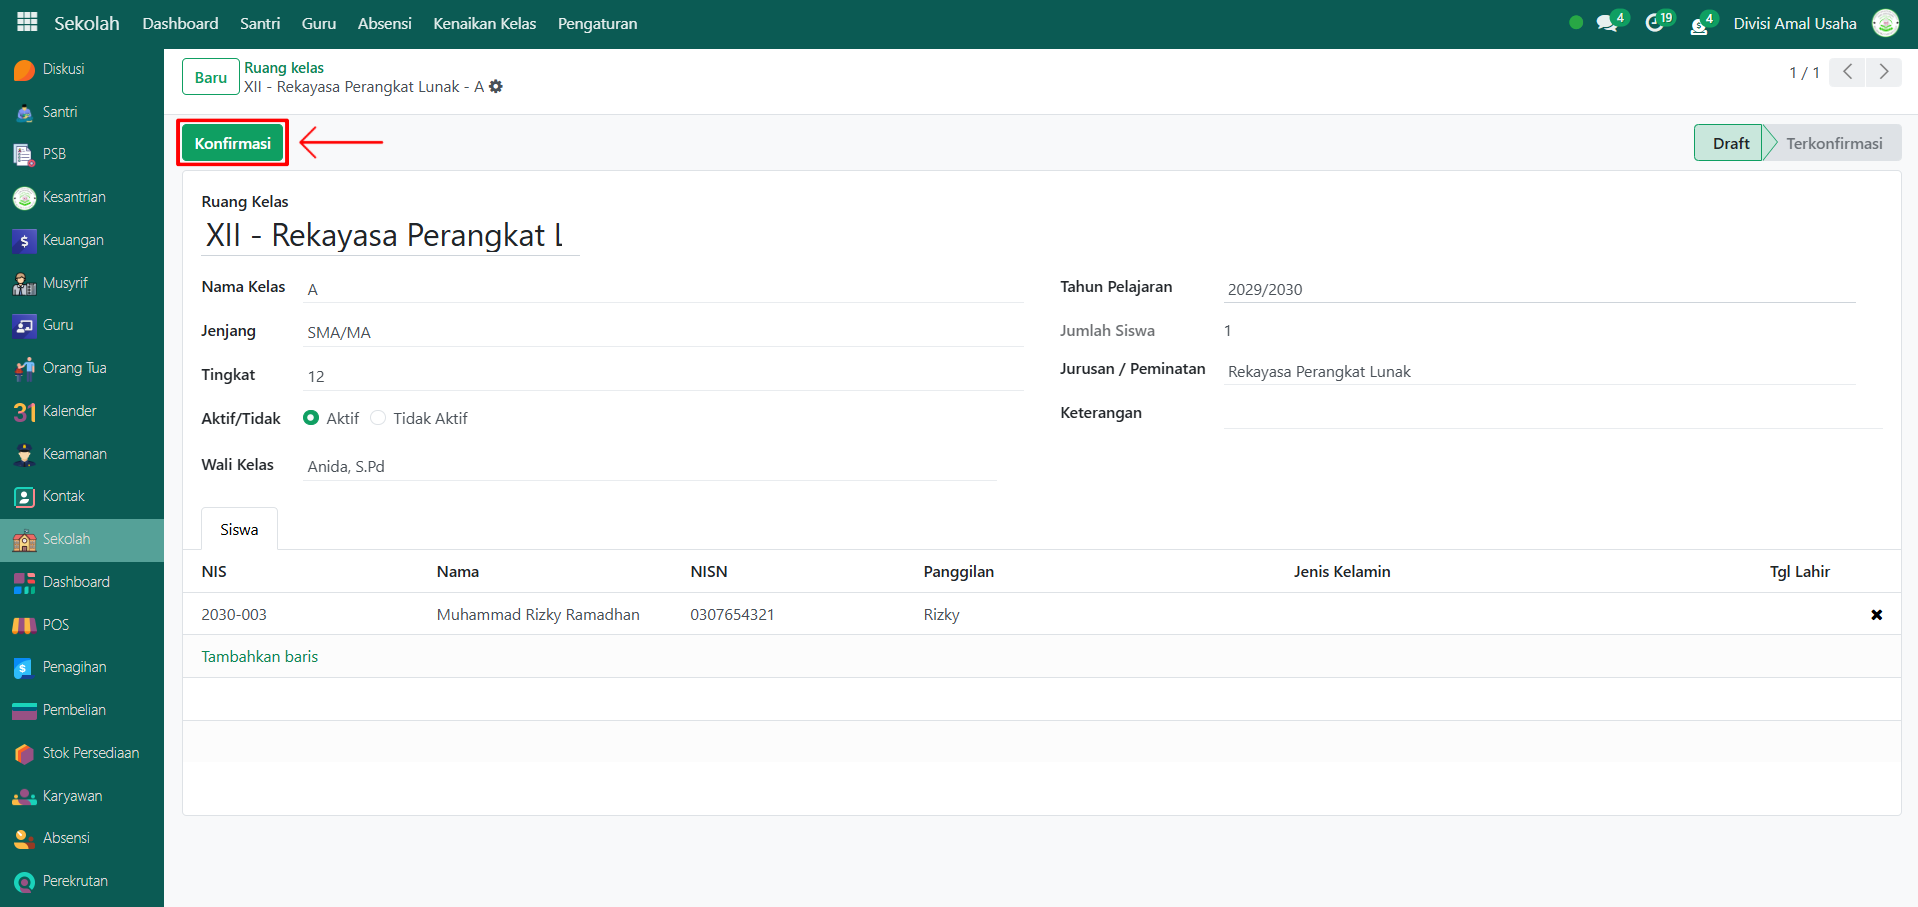 Sekolah Dashboard Santri Guru Absensi Kenaikan Kelas Pengaturan 4 19 4 Divisi Amal Usaha
Diskusi
Santri
PSB
Kesantrian
Keuangan
Musyrif
Guru
Orang Tua
31 Kalender
Keamanan
Kontak
Sekolah
Dashboard
POS
Penagihan
Pembelian
Stok Persediaan
Karyawan
Absensi
Perekrutan
Baru
Ruang kelas
XII - Rekayasa Perangkat Lunak - A
1 / 1
Konfirmasi
Draft Terkonfirmasi
Ruang Kelas
XII - Rekayasa Perangkat L
Nama Kelas A
Jenjang SMA/MA
Tingkat 12
Aktif/Tidak Aktif Tidak Aktif
Wali Kelas Anida, S.Pd
Tahun Pelajaran 2029/2030
Jumlah Siswa 1
Jurusan / Peminatan Rekayasa Perangkat Lunak
Keterangan
Siswa
NIS Nama NISN Panggilan Jenis Kelamin Tgl Lahir
2030-003 Muhammad Rizky Ramadhan 0307654321 Rizky
Tambahkan baris